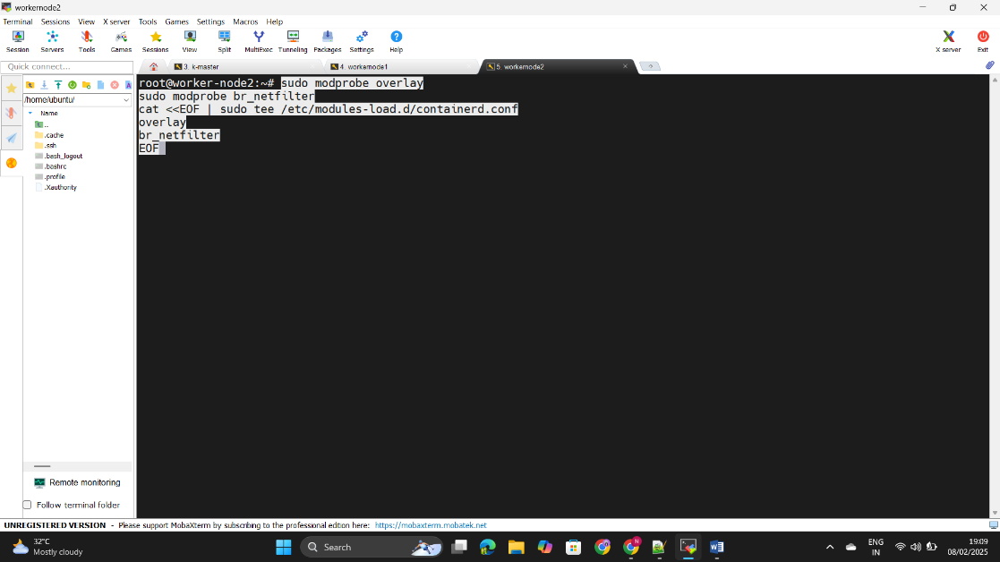 workernode2
Terminal Sessions View X server Tools Games Settings Macros Help
Session Servers Tools Games Sessions View Split MultiExec Tunneling Packages Settings Help X server Exit
Quick connect...
3. k-master
4. workernode1
5. workernode2
/home/ubuntu/
Name
..
.cache
.ssh
.bash_logout
.bashrc
.profile
.Xauthority
root@worker-node2:~# sudo modprobe overlay
sudo modprobe br_netfilter
cat <<EOF | sudo tee /etc/modules-load.d/containerd.conf
overlay
br_netfilter
EOF
Remote monitoring
Follow terminal folder
UNREGISTERED VERSION - Please support MobaXterm by subscribing to the professional edition here: https://mobaxterm.mobatek.net
32°C
Mostly cloudy
Search
ENG
IN
19:09
08/02/2025